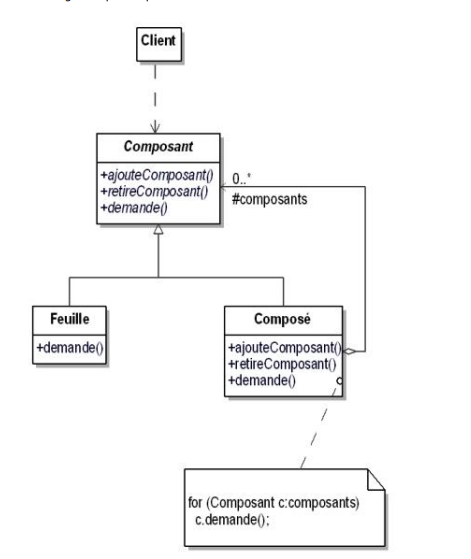 Client
Composant
+ajouteComposant()
+retireComposant()
+demande()
0..*
#composants
Feuille
+demande()
Composé
+ajouteComposant()
+retireComposant()
+demande()
for (Composant c:composants)
c.demande();